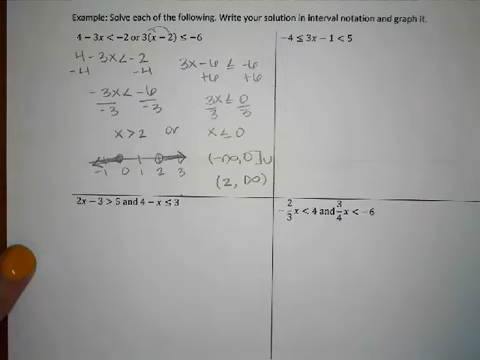 Example: Solve each of the following. Write your solution in interval notation and graph it.
4 − 3x < −2 or 3(x − 2) ≤ −6
−4 ≤ 3x − 1 < 5
4 - 3x < -2
-4 -4
3x - 6 ≤ -6
+6 +6
-3x < -6
-3 -3
3x ≤ 0
3 3
x > 2 or x ≤ 0
-1 0 1 2 3
(-∞, 0] ∪
(2, ∞)
2x − 3 > 5 and 4 − x ≤ 3
−2/3 x < 4 and 3/4 x < −6